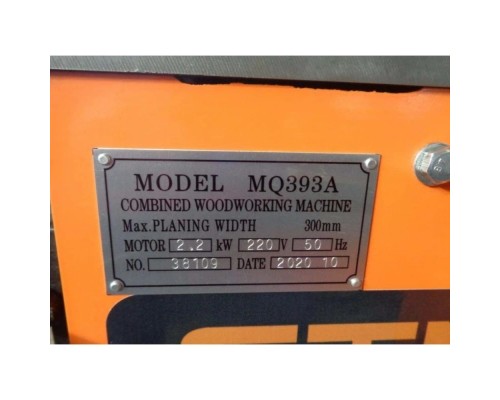 MODEL MQ393A
COMBINED WOODWORKING MACHINE
Max.PLANING WIDTH 300mm
MOTOR 2.2 kW 220 V 50 Hz
NO. 38109 DATE 2020 10